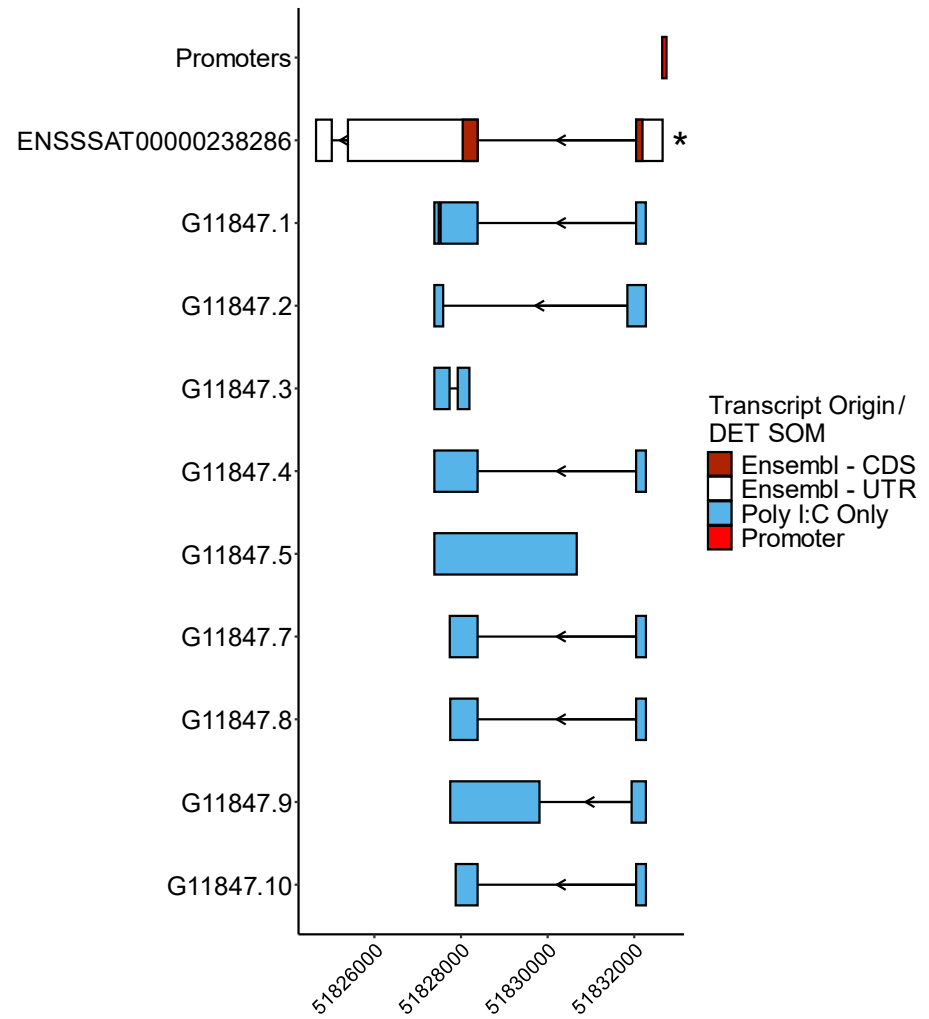 Promoters
ENSSSAT00000238286
*
G11847.1
G11847.2
G11847.3
G11847.4
G11847.5
G11847.7
G11847.8
G11847.9
G11847.10
51826000
51828000
51830000
51832000
Transcript Origin/
DET SOM
Ensembl - CDS
Ensembl - UTR
Poly I:C Only
Promoter